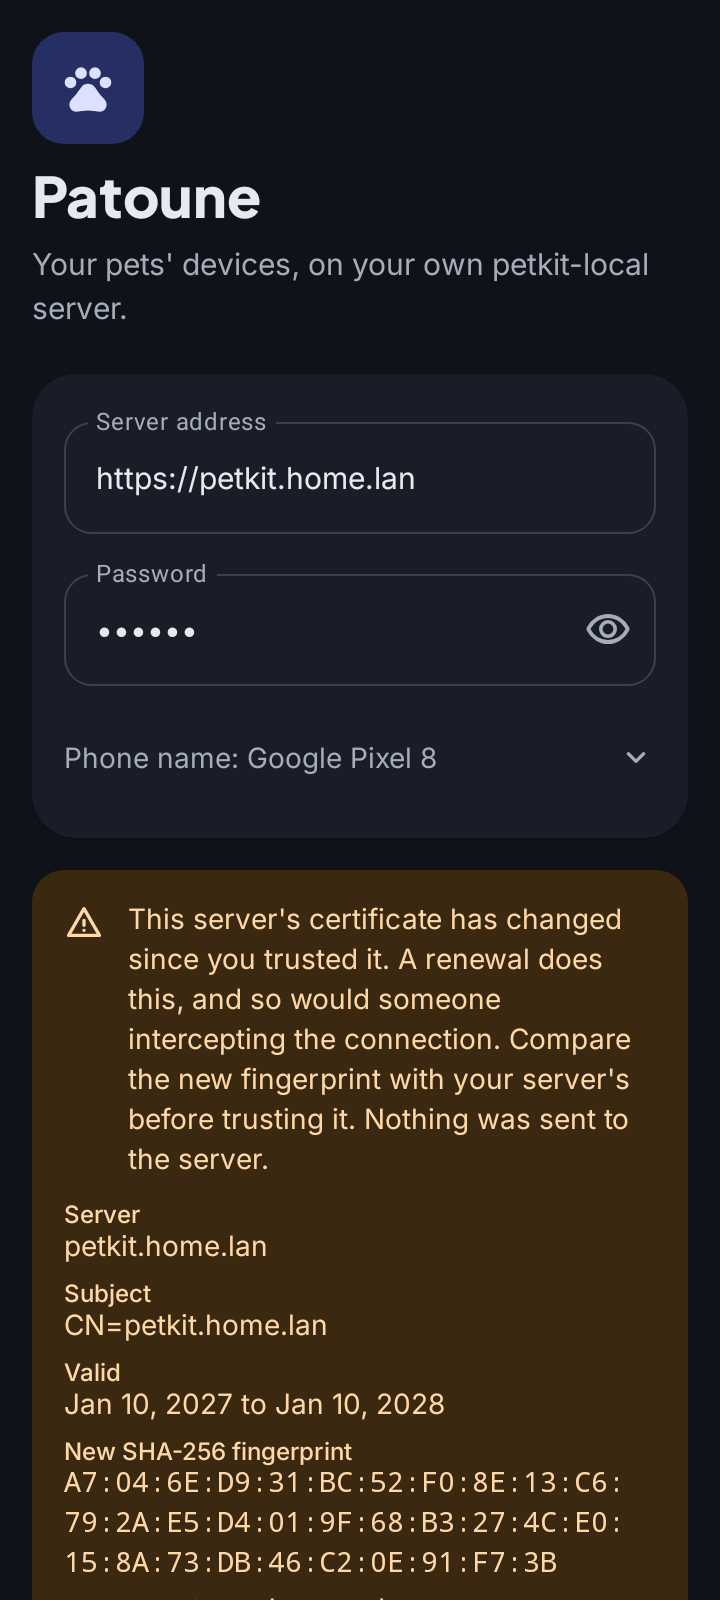 Patoune
Your pets' devices, on your own petkit-local
server.
Server address
https://petkit.home.lan
Password
••••••
Phone name: Google Pixel 8
This server's certificate has changed
since you trusted it. A renewal does
this, and so would someone
intercepting the connection. Compare
the new fingerprint with your server's
before trusting it. Nothing was sent to
the server.
Server
petkit.home.lan
Subject
CN=petkit.home.lan
Valid
Jan 10, 2027 to Jan 10, 2028
New SHA-256 fingerprint
A7:04:6E:D9:31:BC:52:F0:8E:13:C6:
79:2A:E5:D4:01:9F:68:B3:27:4C:E0:
15:8A:73:DB:46:C2:0E:91:F7:3B